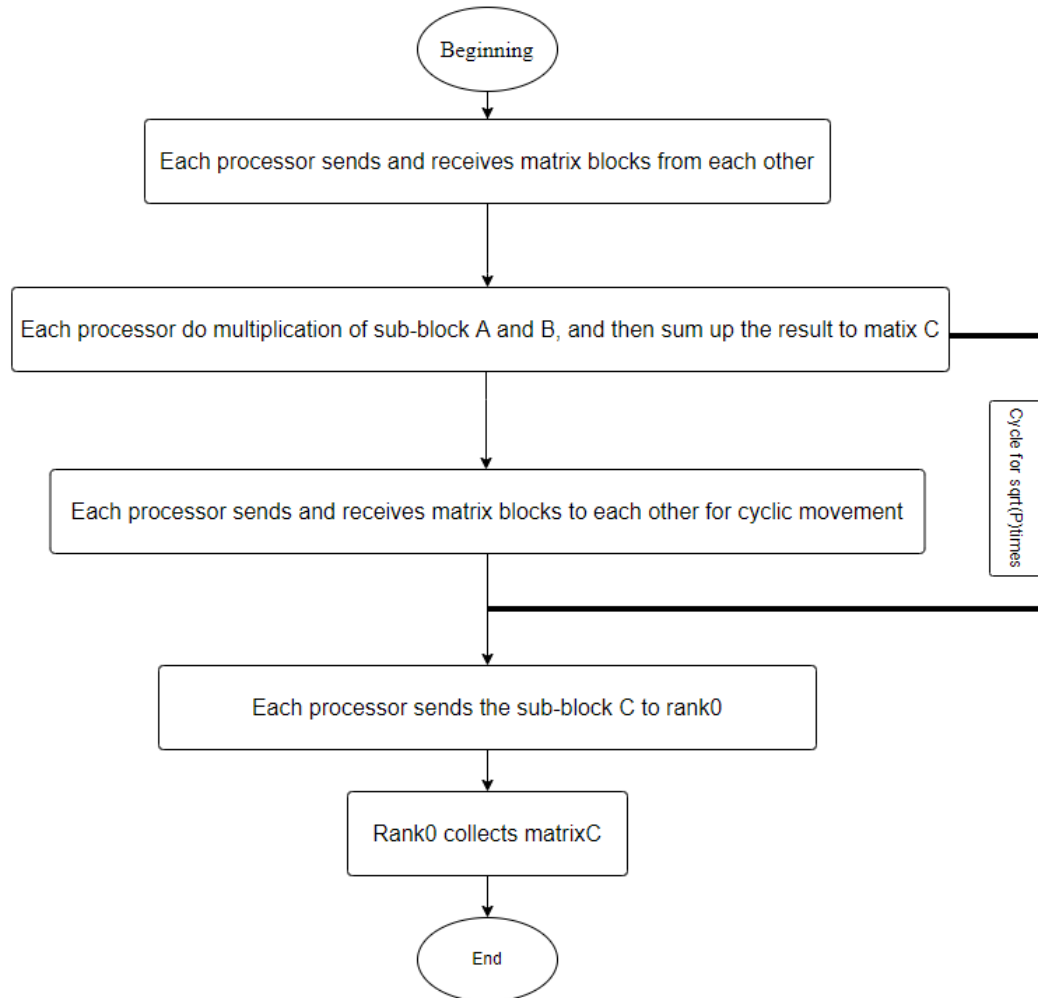 Beginning
Each processor sends and receives matrix blocks from each other
Each processor do multiplication of sub-block A and B, and then sum up the result to matix C
Cycle for sqrt(P)times
Each processor sends and receives matrix blocks to each other for cyclic movement
Each processor sends the sub-block C to rank0
Rank0 collects matrixC
End